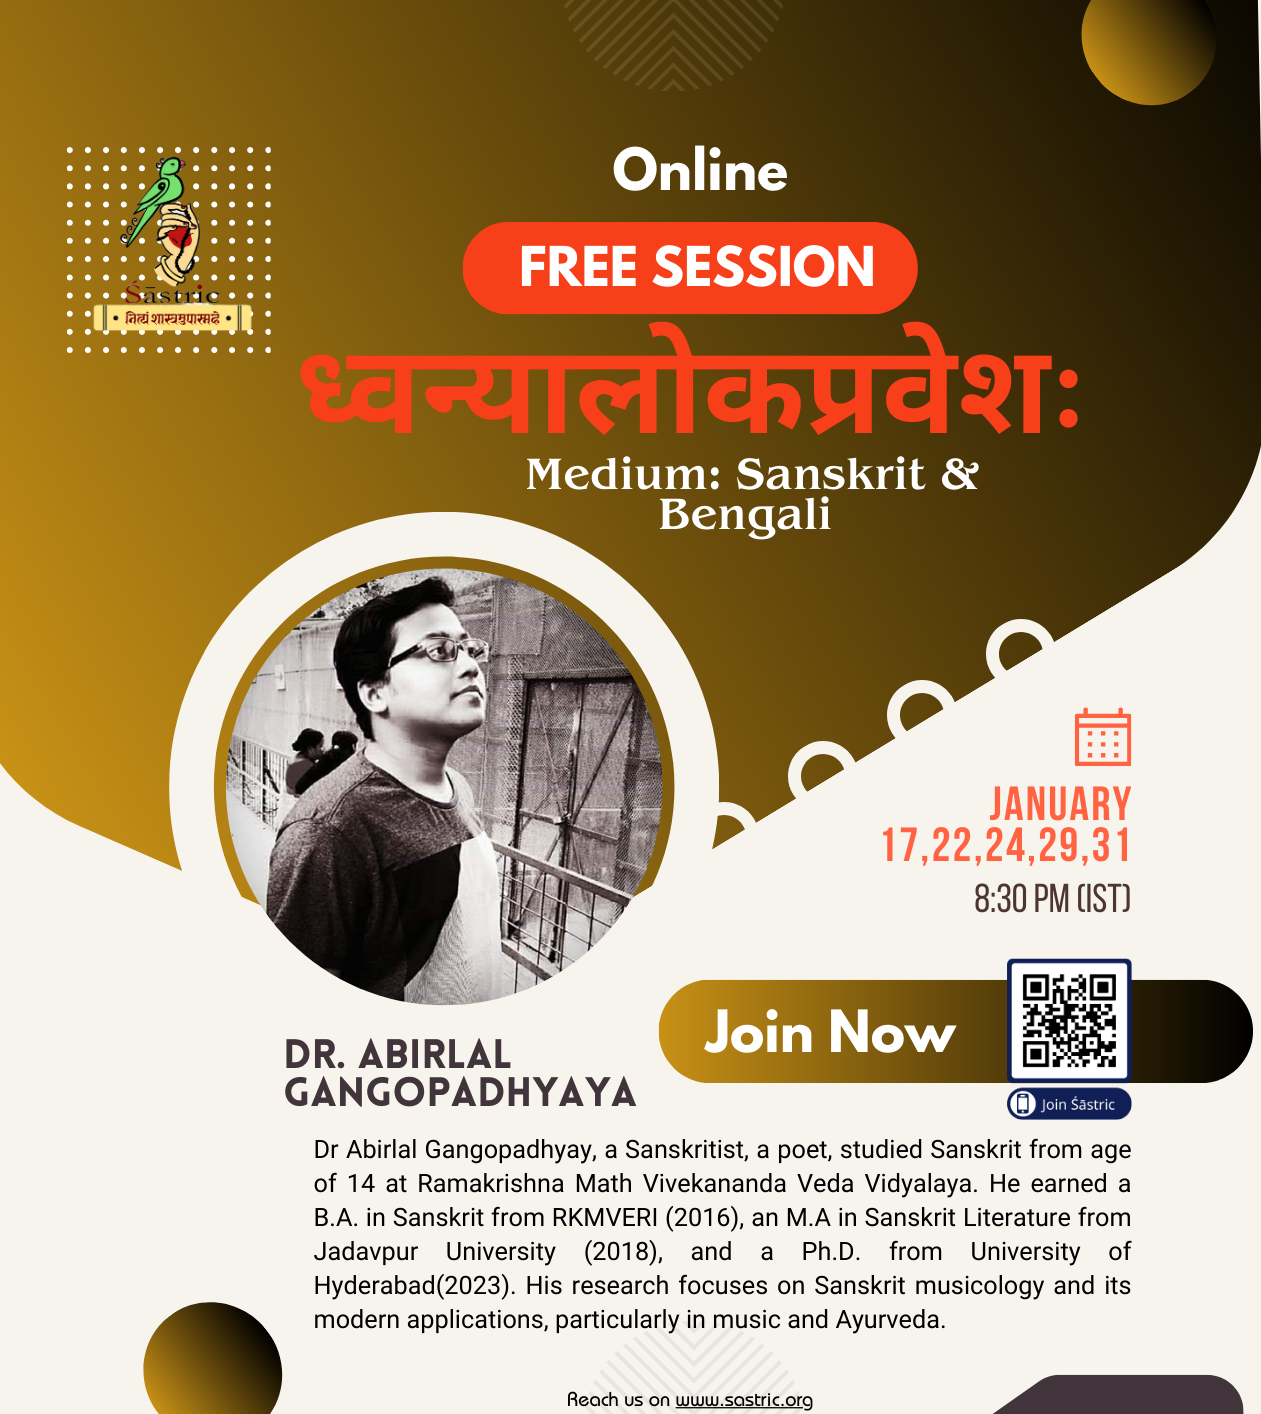 Online
FREE SESSION
Śāstric
• नित्यं शास्त्रमुपास्महे •
ध्वन्यालोकप्रवेशः
Medium: Sanskrit &
Bengali
JANUARY
17,22,24,29,31
8:30 PM (IST)
Join Now
Join Śāstric
DR. ABIRLAL
GANGOPADHYAYA
Dr Abirlal Gangopadhyay, a Sanskritist, a poet, studied Sanskrit from age
of 14 at Ramakrishna Math Vivekananda Veda Vidyalaya. He earned a
B.A. in Sanskrit from RKMVERI (2016), an M.A in Sanskrit Literature from
Jadavpur University (2018), and a Ph.D. from University of
Hyderabad(2023). His research focuses on Sanskrit musicology and its
modern applications, particularly in music and Ayurveda.
Reach us on www.sastric.org